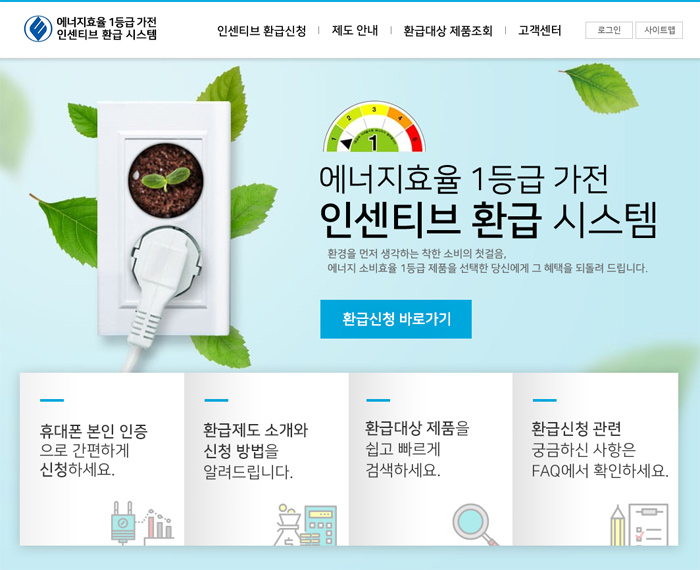 에너지효율 1등급 가전
인센티브 환급 시스템
인센티브 환급신청 | 제도 안내 | 환급대상 제품조회 | 고객센터
로그인 사이트맵
1 2 3 4 5
1
에너지효율 1등급 가전
인센티브 환급 시스템
환경을 먼저 생각하는 착한 소비의 첫걸음,
에너지 소비효율 1등급 제품을 선택한 당신에게 그 혜택을 되돌려 드립니다.
환급신청 바로가기
휴대폰 본인 인증
으로 간편하게
신청하세요.
환급제도 소개와
신청 방법을
알려드립니다.
환급대상 제품을
쉽고 빠르게
검색하세요.
환급신청 관련
궁금하신 사항은
FAQ에서 확인하세요.